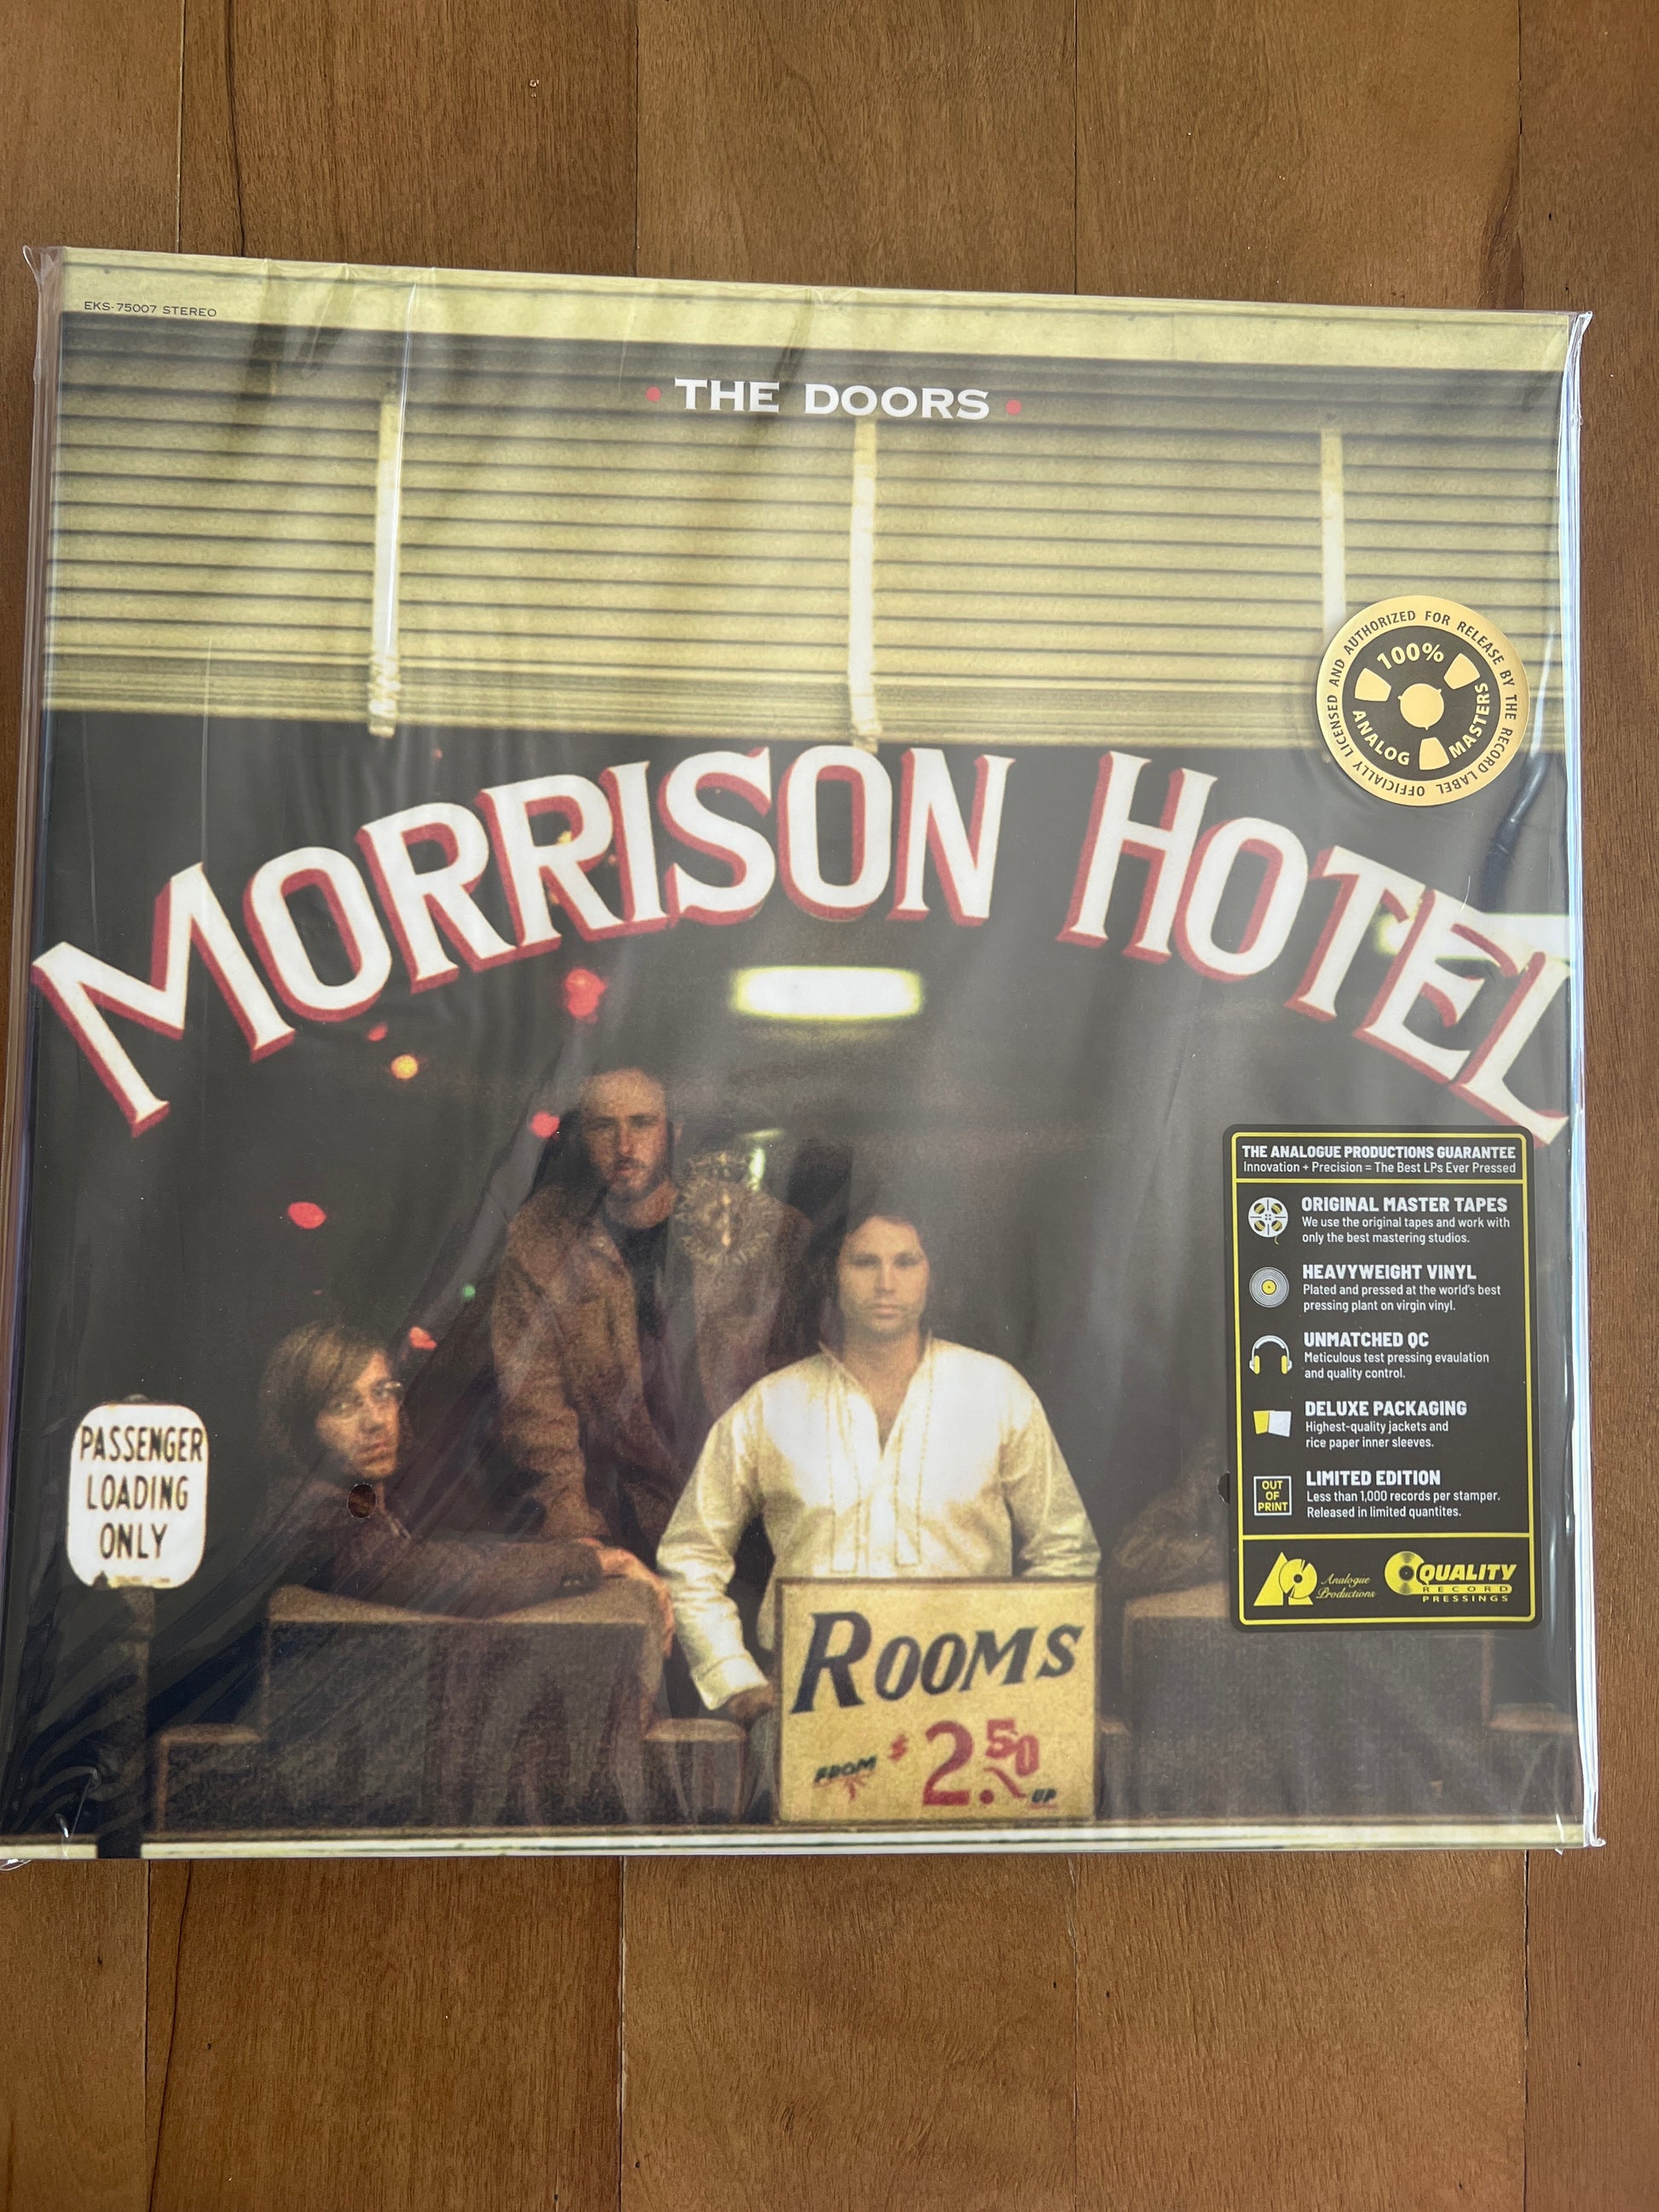 EKS-75007 STEREO
• THE DOORS •
OFFICIALLY LICENSED AND AUTHORIZED FOR RELEASE BY THE RECORD LABEL
100%
ANALOG
MASTERS
MORRISON HOTEL
THE ANALOGUE PRODUCTIONS GUARANTEE
Innovation + Precision = The Best LPs Ever Pressed
ORIGINAL MASTER TAPES
We use the original tapes and work with
only the best mastering studios.
HEAVYWEIGHT VINYL
Plated and pressed at the world's best
pressing plant on virgin vinyl.
UNMATCHED QC
Meticulous test pressing evaulation
and quality control.
DELUXE PACKAGING
Highest-quality jackets and
rice paper inner sleeves.
OUT
OF
PRINT
LIMITED EDITION
Less than 1,000 records per stamper.
Released in limited quantites.
Analogue
Productions
QUALITY
RECORD
PRESSINGS
PASSENGER
LOADING
ONLY
ROOMS
FROM $2.50 UP